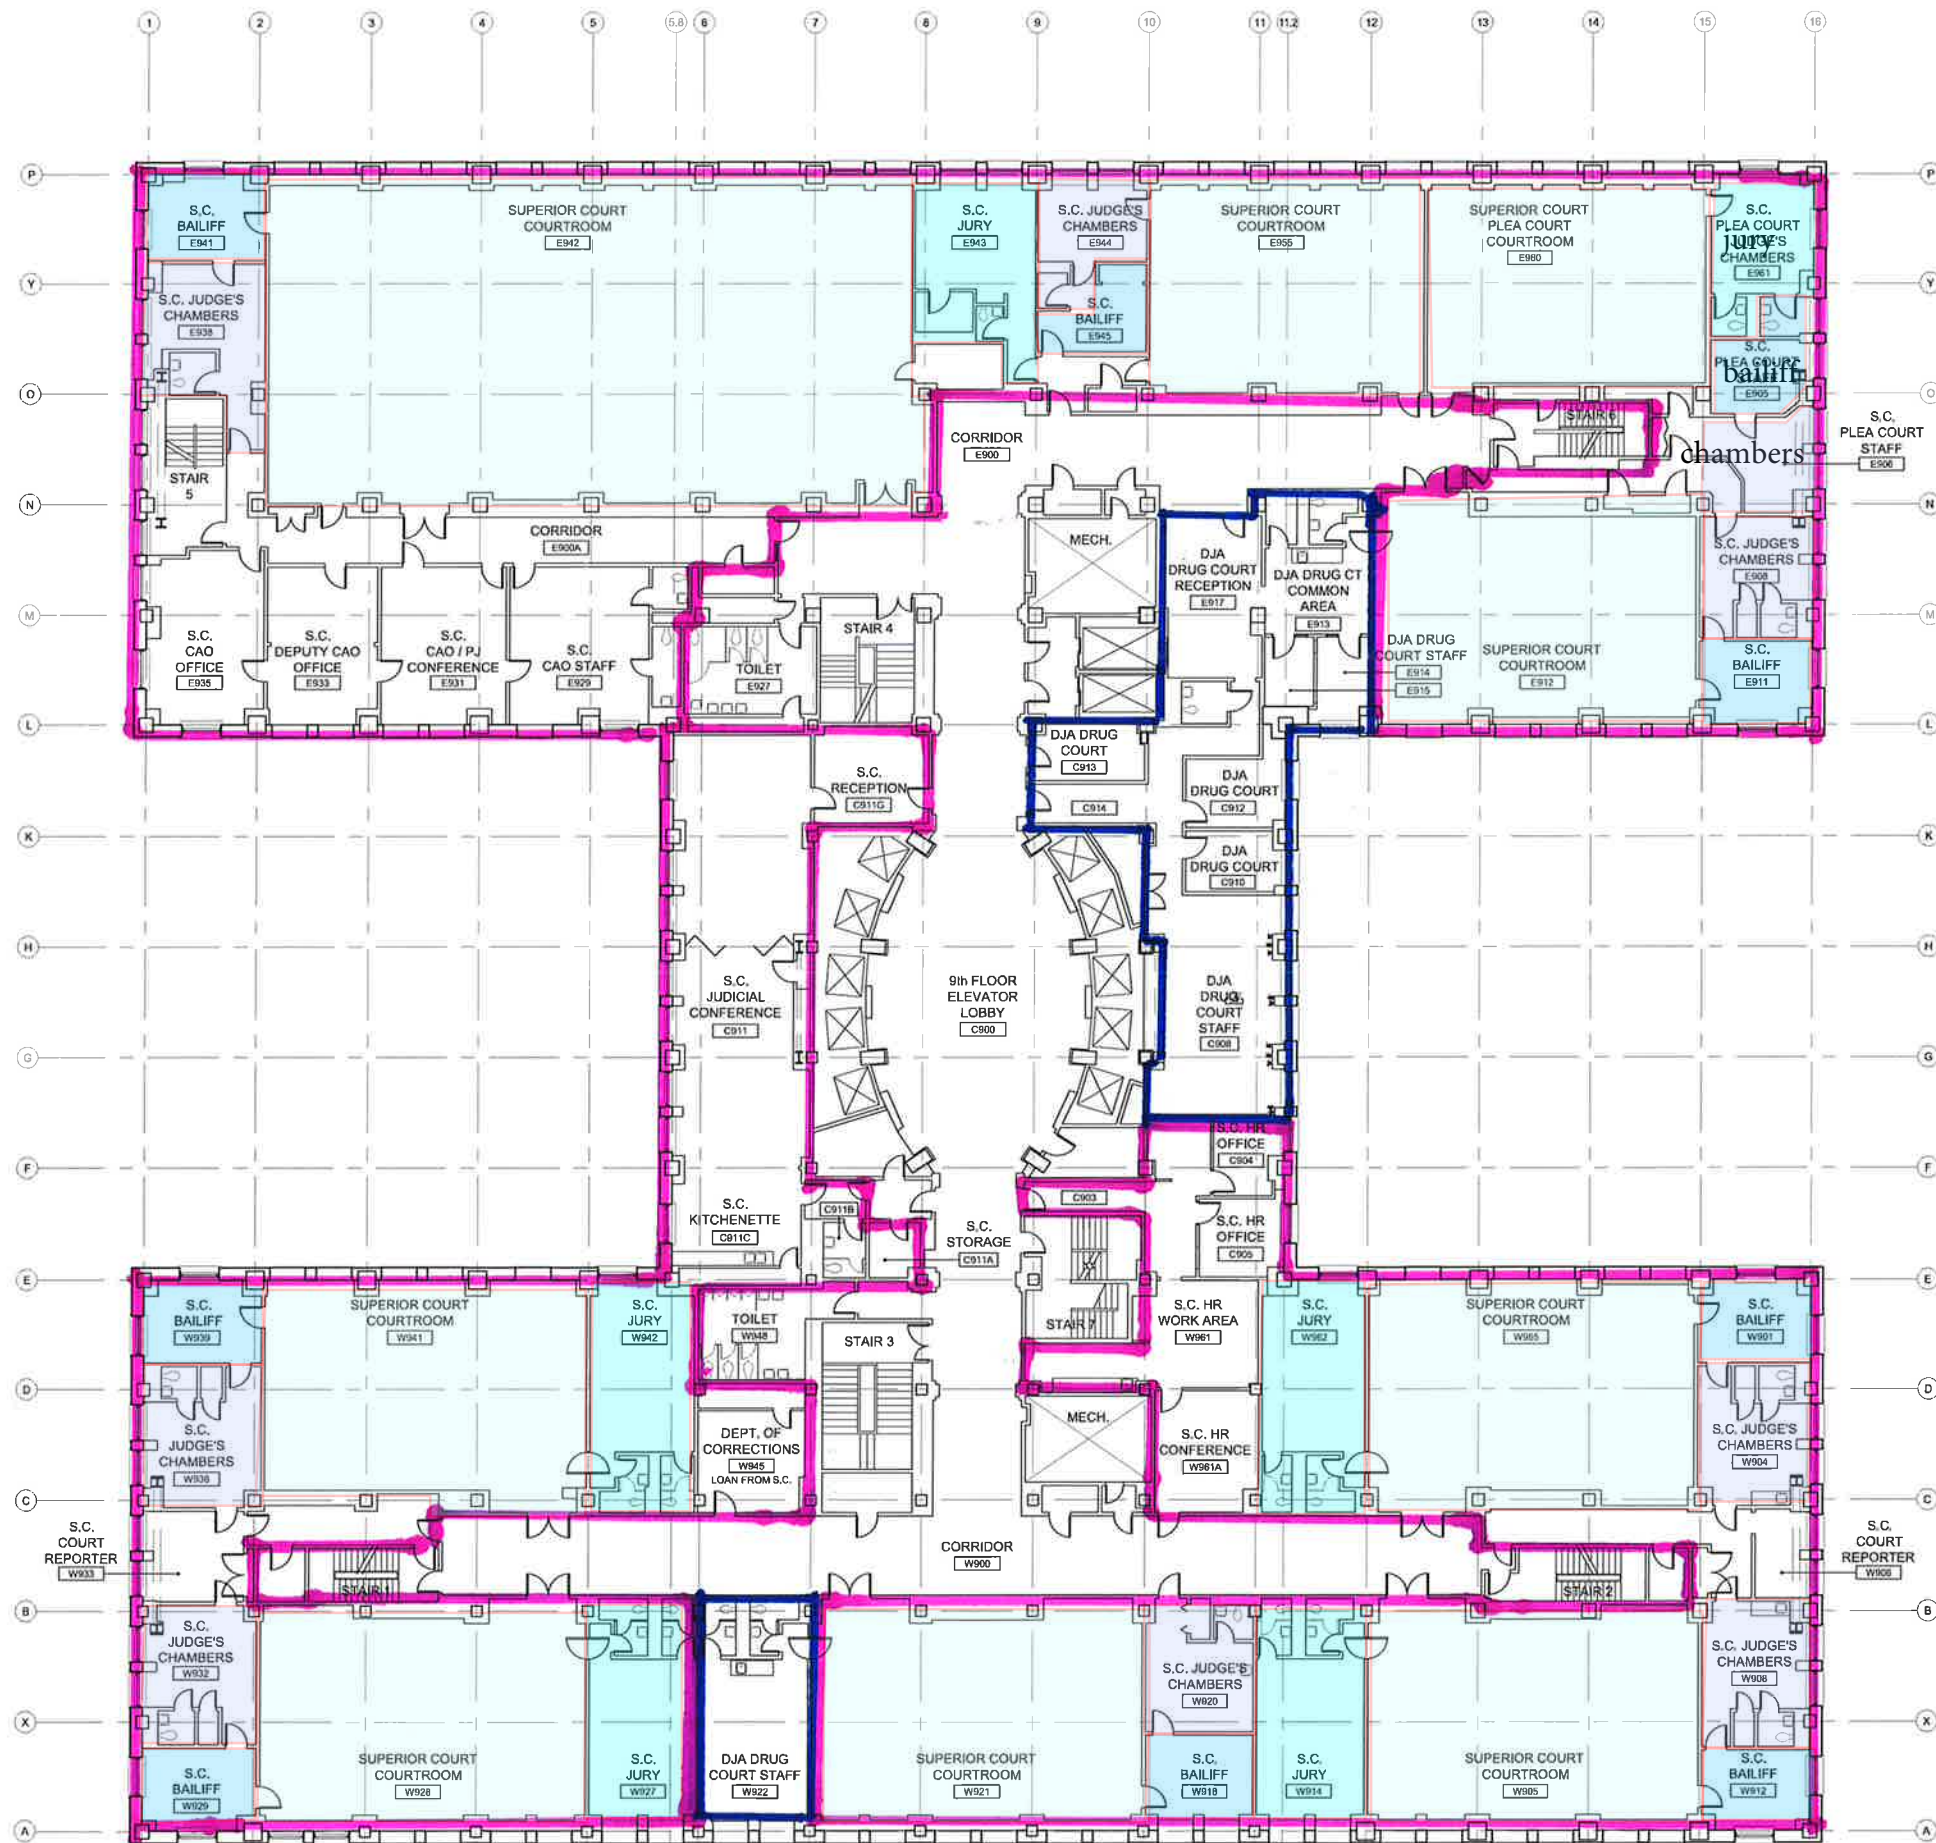 1 2 3 4 5 5.8 6 7 8 9 10 11 11.2 12 13 14 15 16
P
P
S.C.
BAILIFF
E941
SUPERIOR COURT
COURTROOM
E942
S.C.
JURY
E943
S.C. JUDGE'S
CHAMBERS
E944
SUPERIOR COURT
COURTROOM
E955
SUPERIOR COURT
PLEA COURT
COURTROOM
E960
S.C.
PLEA COURT
JUDGE'S
CHAMBERS
E961
jury
Y
Y
S.C. JUDGE'S
CHAMBERS
E938
S.C.
BAILIFF
E945
S.C.
PLEA COURT
STAFF
E905
bailiff
O
O
STAIR
5
CORRIDOR
E900
STAIR 6
chambers
S.C.
PLEA COURT
STAFF
E906
N
N
CORRIDOR
E900A
MECH.
DJA
DRUG COURT
RECEPTION
E917
DJA DRUG CT
COMMON
AREA
E913
S.C. JUDGE'S
CHAMBERS
E908
M
M
S.C.
CAO
OFFICE
E935
S.C.
DEPUTY CAO
OFFICE
E933
S.C.
CAO / PJ
CONFERENCE
E931
S.C.
CAO STAFF
E929
TOILET
E927
STAIR 4
DJA DRUG
COURT STAFF
E914
E915
SUPERIOR COURT
COURTROOM
E912
S.C.
BAILIFF
E911
L
L
S.C.
RECEPTION
C911G
DJA DRUG
COURT
C913
C914
DJA
DRUG COURT
C912
K
K
DJA
DRUG COURT
C910
H
H
S.C.
JUDICIAL
CONFERENCE
C911
9th FLOOR
ELEVATOR
LOBBY
C900
DJA
DRUG
COURT
STAFF
C908
G
G
S.C. HR
OFFICE
C904
F
F
S.C.
KITCHENETTE
C911C
C911B
S.C.
STORAGE
C911A
C903
S.C. HR
OFFICE
C905
E
E
S.C.
BAILIFF
W939
SUPERIOR COURT
COURTROOM
W941
S.C.
JURY
W942
TOILET
W948
STAIR 3
STAIR 7
S.C. HR
WORK AREA
W961
S.C.
JURY
W962
SUPERIOR COURT
COURTROOM
W965
S.C.
BAILIFF
W901
D
D
S.C.
JUDGE'S
CHAMBERS
W936
DEPT. OF
CORRECTIONS
W945
LOAN FROM S.C.
MECH.
S.C. HR
CONFERENCE
W961A
S.C. JUDGE'S
CHAMBERS
W904
C
C
S.C.
COURT
REPORTER
W933
STAIR 1
CORRIDOR
W900
STAIR 2
S.C.
COURT
REPORTER
W906
B
B
S.C.
JUDGE'S
CHAMBERS
W932
S.C. JUDGE'S
CHAMBERS
W920
S.C. JUDGE'S
CHAMBERS
W908
X
X
S.C.
BAILIFF
W929
SUPERIOR COURT
COURTROOM
W928
S.C.
JURY
W927
DJA DRUG
COURT STAFF
W922
SUPERIOR COURT
COURTROOM
W921
S.C.
BAILIFF
W918
S.C.
JURY
W914
SUPERIOR COURT
COURTROOM
W905
S.C.
BAILIFF
W912
A
A